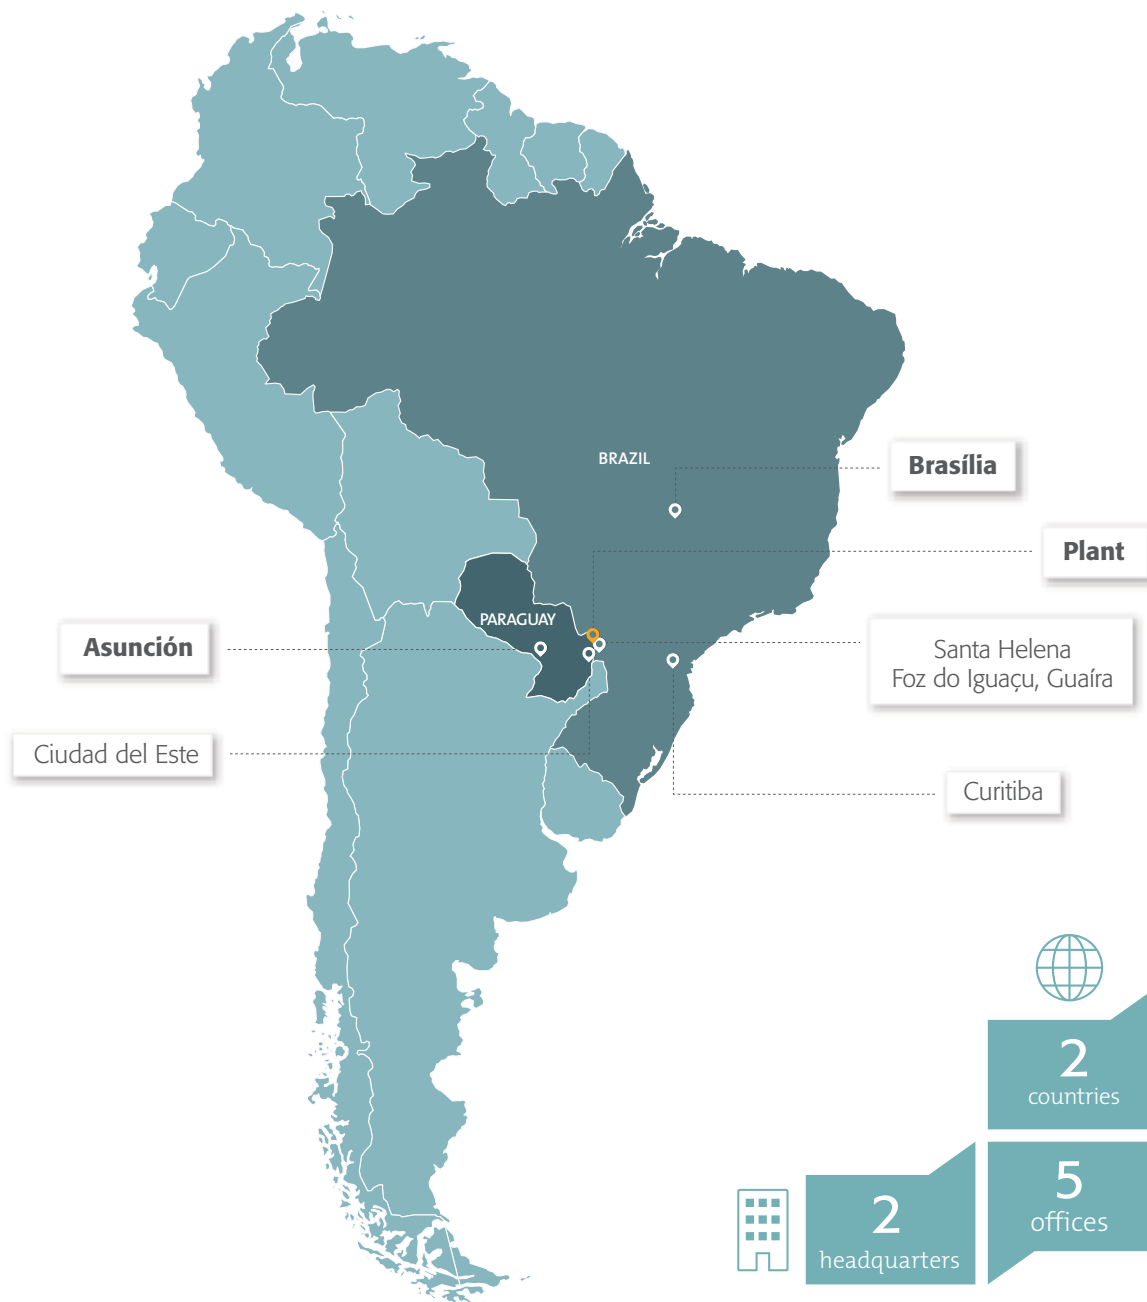 BRAZIL
Brasília
Plant
PARAGUAY
Asunción
Santa Helena
Foz do Iguaçu, Guaíra
Ciudad del Este
Curitiba
2
countries
2
headquarters
5
offices